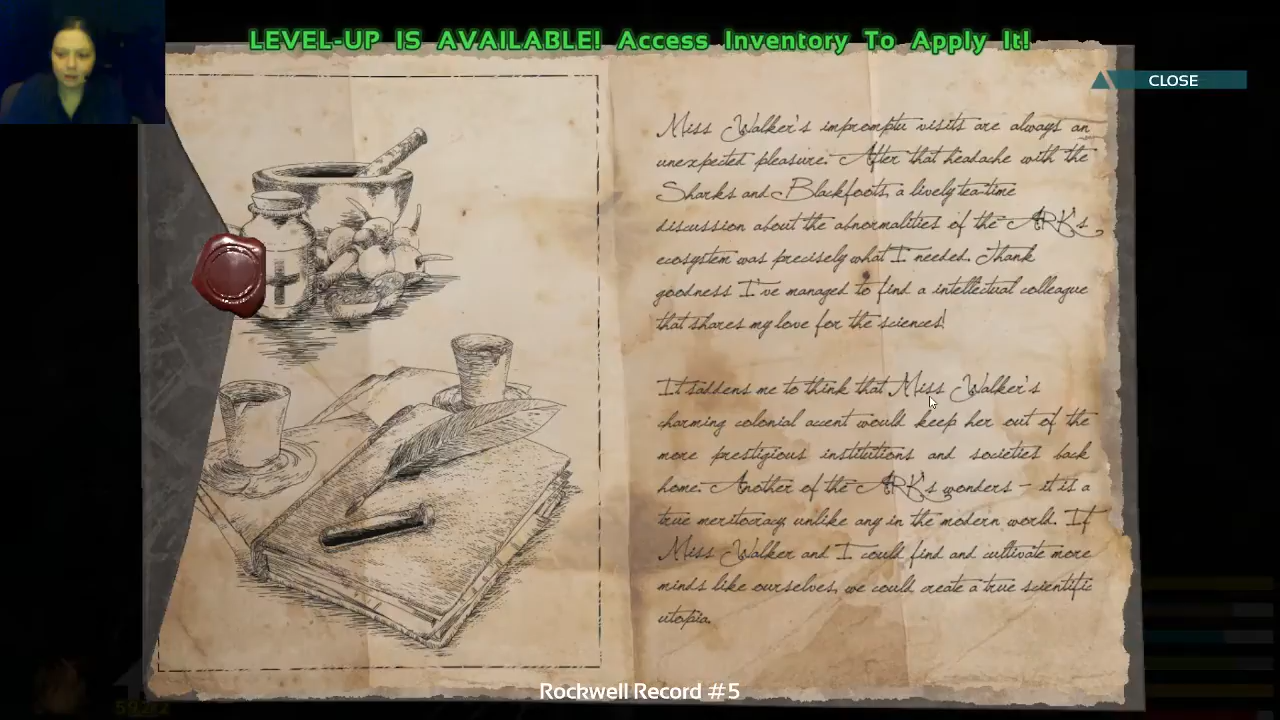 LEVEL-UP IS AVAILABLE! Access Inventory To Apply It!
CLOSE
Miss Walker's impromptu visits are always an
unexpected pleasure. After that headache with the
Sharks and Blackfoots, a lively tea-time
discussion about the abnormalities of the ARK's
ecosystem was precisely what I needed. Thank
goodness I've managed to find a intellectual colleague
that shares my love for the sciences!
It saddens me to think that Miss Walker's
charming colonial accent would keep her out of the
more prestigious institutions and societies back
home. Another of the ARK's wonders - it is a
true meritocracy unlike any in the modern world. If
Miss Walker and I could find and cultivate more
minds like ourselves, we could create a true scientific
utopia.
Rockwell Record #5